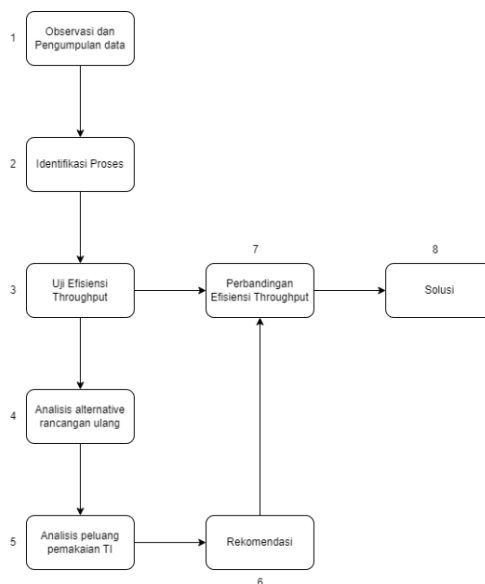 1
Observasi dan
Pengumpulan data
2
Identifikasi Proses
3
Uji Efisiensi
Throughput
7
Perbandingan
Efisiensi Throughput
8
Solusi
4
Analisis alternative
rancangan ulang
5
Analisis peluang
pemakaian TI
Rekomendasi
6